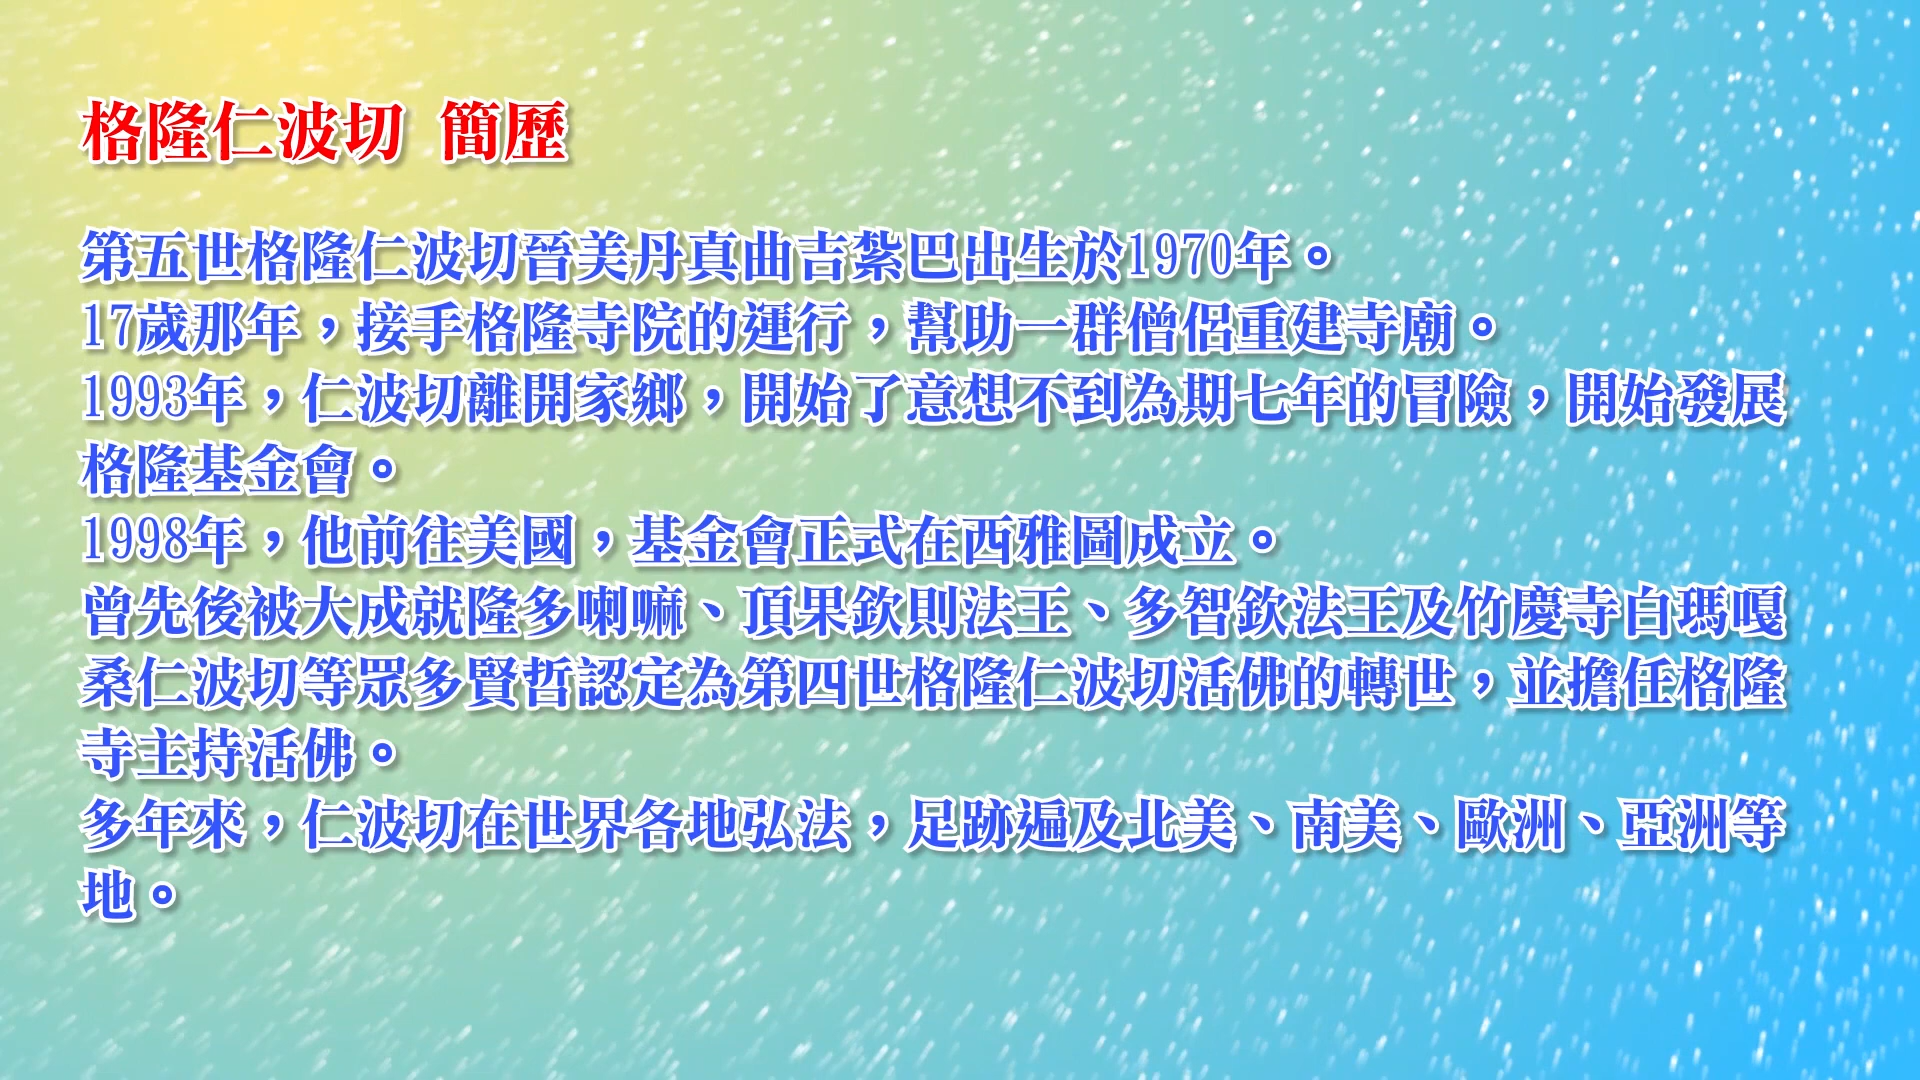 格隆仁波切 簡歷
第五世格隆仁波切晉美丹真曲吉紮巴出生於1970年。
17歲那年，接手格隆寺院的運行，幫助一群僧侶重建寺廟。
1993年，仁波切離開家鄉，開始了意想不到為期七年的冒險，開始發展
格隆基金會。
1998年，他前往美國，基金會正式在西雅圖成立。
曾先後被大成就隆多喇嘛、頂果欽則法王、多智欽法王及竹慶寺白瑪嘎
桑仁波切等眾多賢哲認定為第四世格隆仁波切活佛的轉世，並擔任格隆
寺主持活佛。
多年來，仁波切在世界各地弘法，足跡遍及北美、南美、歐洲、亞洲等
地。